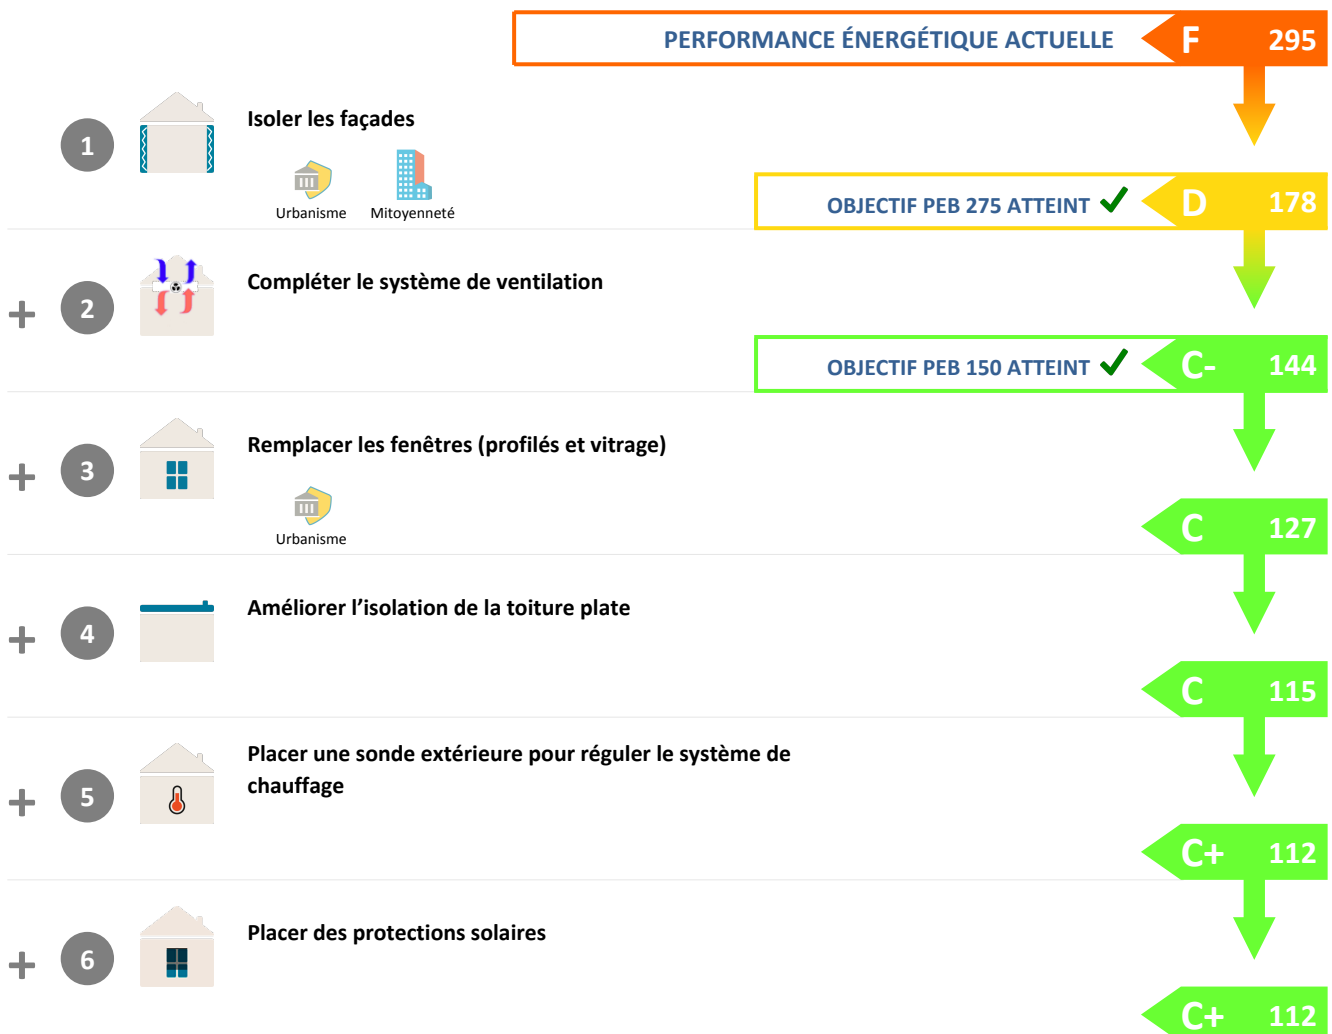 PERFORMANCE ÉNERGÉTIQUE ACTUELLE F 295
1 Isoler les façades
Urbanisme Mitoyenneté
OBJECTIF PEB 275 ATTEINT D 178
+ 2 Compléter le système de ventilation
OBJECTIF PEB 150 ATTEINT C- 144
+ 3 Remplacer les fenêtres (profilés et vitrage)
Urbanisme
C 127
+ 4 Améliorer l’isolation de la toiture plate
C 115
+ 5 Placer une sonde extérieure pour réguler le système de
chauffage
C+ 112
+ 6 Placer des protections solaires
C+ 112